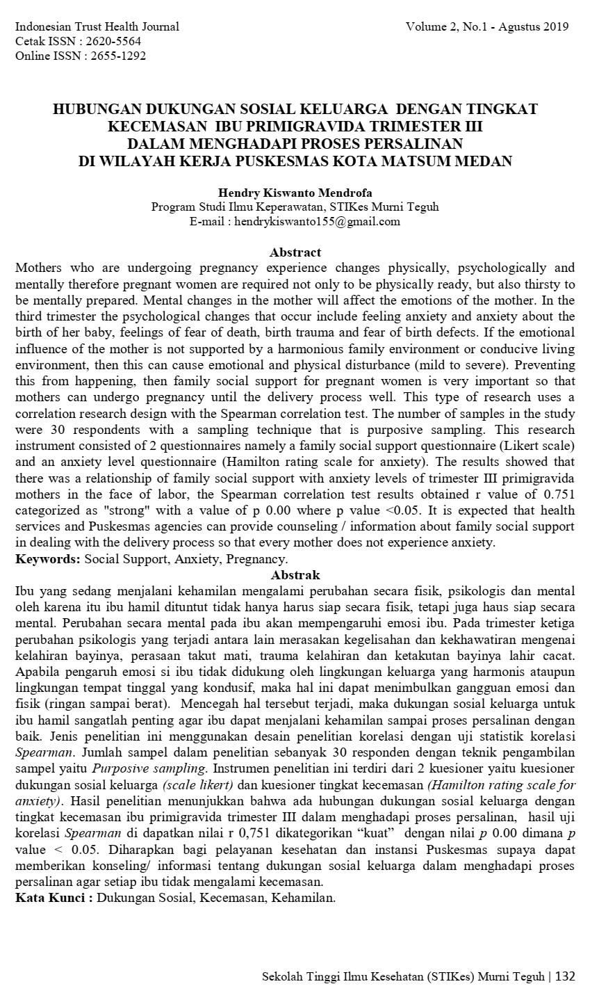 Indonesian Trust Health Journal Volume 2, No.1 - Agustus 2019
Cetak ISSN : 2620-5564
Online ISSN : 2655-1292
HUBUNGAN DUKUNGAN SOSIAL KELUARGA DENGAN TINGKAT
KECEMASAN IBU PRIMIGRAVIDA TRIMESTER III
DALAM MENGHADAPI PROSES PERSALINAN
DI WILAYAH KERJA PUSKESMAS KOTA MATSUM MEDAN
Hendry Kiswanto Mendrofa
Program Studi Ilmu Keperawatan, STIKes Murni Teguh
E-mail : hendrykiswanto155@gmail.com
Abstract
Mothers who are undergoing pregnancy experience changes physically, psychologically and
mentally therefore pregnant women are required not only to be physically ready, but also thirsty to
be mentally prepared. Mental changes in the mother will affect the emotions of the mother. In the
third trimester the psychological changes that occur include feeling anxiety and anxiety about the
birth of her baby, feelings of fear of death, birth trauma and fear of birth defects. If the emotional
influence of the mother is not supported by a harmonious family environment or conducive living
environment, then this can cause emotional and physical disturbance (mild to severe). Preventing
this from happening, then family social support for pregnant women is very important so that
mothers can undergo pregnancy until the delivery process well. This type of research uses a
correlation research design with the Spearman correlation test. The number of samples in the study
were 30 respondents with a sampling technique that is purposive sampling. This research
instrument consisted of 2 questionnaires namely a family social support questionnaire (Likert scale)
and an anxiety level questionnaire (Hamilton rating scale for anxiety). The results showed that
there was a relationship of family social support with anxiety levels of trimester III primigravida
mothers in the face of labor, the Spearman correlation test results obtained r value of 0.751
categorized as "strong" with a value of p 0.00 where p value <0.05. It is expected that health
services and Puskesmas agencies can provide counseling / information about family social support
in dealing with the delivery process so that every mother does not experience anxiety.
Keywords: Social Support, Anxiety, Pregnancy.
Abstrak
Ibu yang sedang menjalani kehamilan mengalami perubahan secara fisik, psikologis dan mental
oleh karena itu ibu hamil dituntut tidak hanya harus siap secara fisik, tetapi juga haus siap secara
mental. Perubahan secara mental pada ibu akan mempengaruhi emosi ibu. Pada trimester ketiga
perubahan psikologis yang terjadi antara lain merasakan kegelisahan dan kekhawatiran mengenai
kelahiran bayinya, perasaan takut mati, trauma kelahiran dan ketakutan bayinya lahir cacat.
Apabila pengaruh emosi si ibu tidak didukung oleh lingkungan keluarga yang harmonis ataupun
lingkungan tempat tinggal yang kondusif, maka hal ini dapat menimbulkan gangguan emosi dan
fisik (ringan sampai berat). Mencegah hal tersebut terjadi, maka dukungan sosial keluarga untuk
ibu hamil sangatlah penting agar ibu dapat menjalani kehamilan sampai proses persalinan dengan
baik. Jenis penelitian ini menggunakan desain penelitian korelasi dengan uji statistik korelasi
Spearman. Jumlah sampel dalam penelitian sebanyak 30 responden dengan teknik pengambilan
sampel yaitu Purposive sampling. Instrumen penelitian ini terdiri dari 2 kuesioner yaitu kuesioner
dukungan sosial keluarga (scale likert) dan kuesioner tingkat kecemasan (Hamilton rating scale for
anxiety). Hasil penelitian menunjukkan bahwa ada hubungan dukungan sosial keluarga dengan
tingkat kecemasan ibu primigravida trimester III dalam menghadapi proses persalinan, hasil uji
korelasi Spearman di dapatkan nilai r 0,751 dikategorikan “kuat” dengan nilai p 0.00 dimana p
value < 0.05. Diharapkan bagi pelayanan kesehatan dan instansi Puskesmas supaya dapat
memberikan konseling/ informasi tentang dukungan sosial keluarga dalam menghadapi proses
persalinan agar setiap ibu tidak mengalami kecemasan.
Kata Kunci : Dukungan Sosial, Kecemasan, Kehamilan.
Sekolah Tinggi Ilmu Kesehatan (STIKes) Murni Teguh | 132